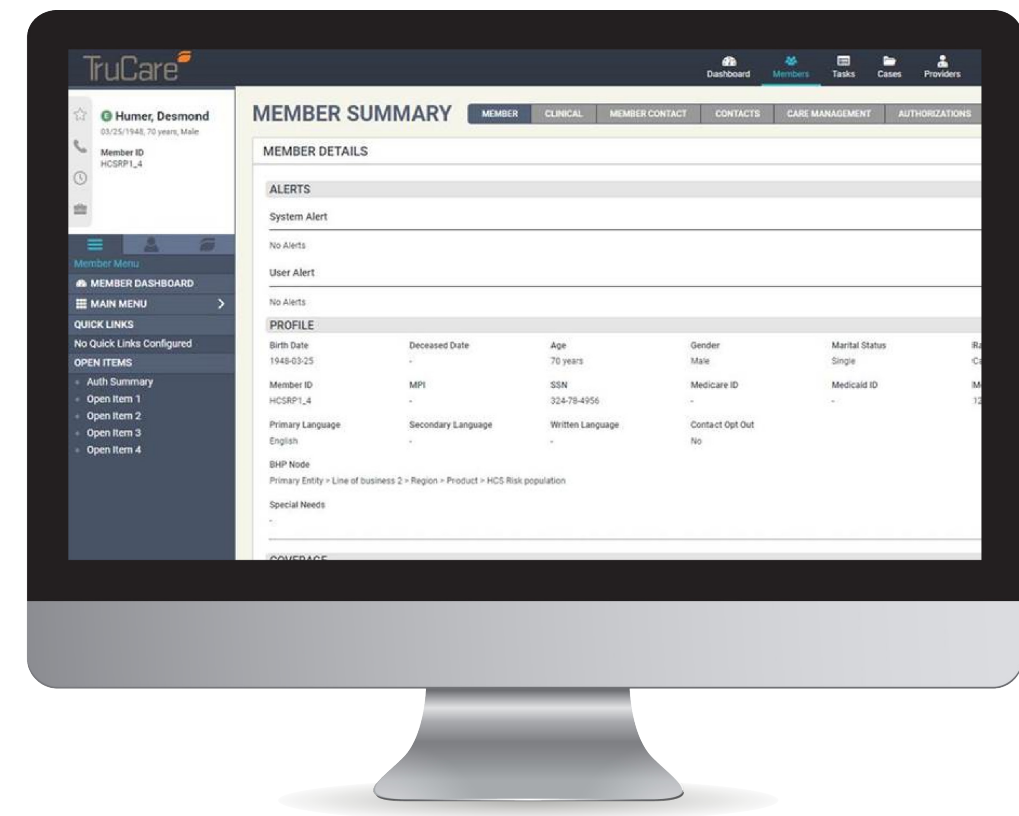 TruCare
Dashboard Members Tasks Cases Providers
Humer, Desmond
03/25/1948, 70 years, Male
Member ID
HCSRP1_4
Member Menu
MEMBER DASHBOARD
MAIN MENU
QUICK LINKS
No Quick Links Configured
OPEN ITEMS
Auth Summary
Open Item 1
Open Item 2
Open Item 3
Open Item 4
MEMBER SUMMARY MEMBER CLINICAL MEMBER CONTACT CONTACTS CARE MANAGEMENT AUTHORIZATIONS
MEMBER DETAILS
ALERTS
System Alert
No Alerts
User Alert
No Alerts
PROFILE
Birth Date Deceased Date Age Gender Marital Status
1948-03-25 - 70 years Male Single
Member ID MPI SSN Medicare ID Medicaid ID
HCSRP1_4 - 324-78-4956 - -
Primary Language Secondary Language Written Language Contact Opt Out
English - - No
BHP Node
Primary Entity > Line of business 2 > Region > Product > HCS Risk population
Special Needs
-
COVERAGE